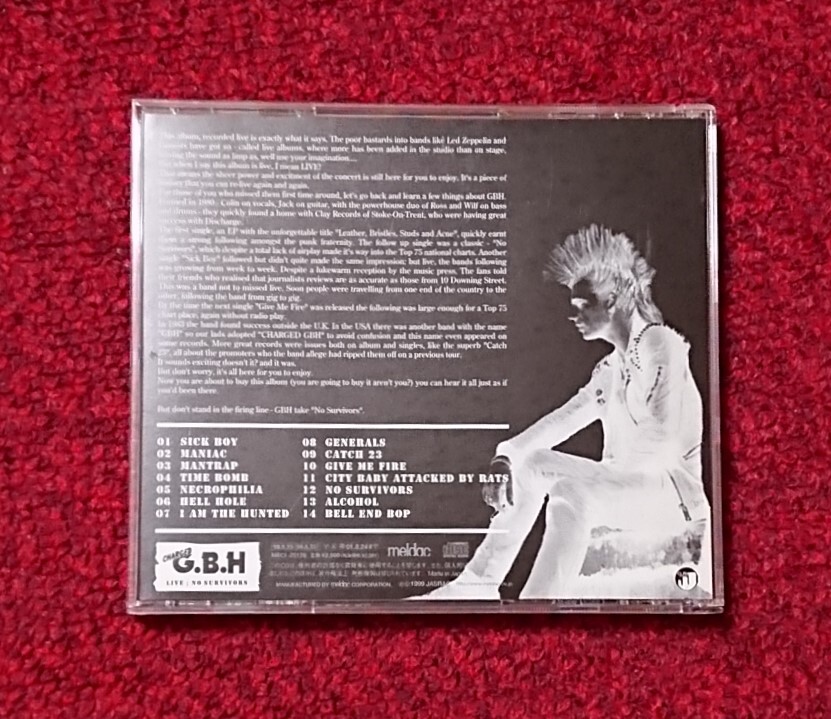 album, recorded live is exactly what it says. The poor bastards into bands like Led Zeppelin and
have got so - called live albums, where more has been added in the studio than on stage,
the sound as limp as, well use your imagination....
when I say this album is live, I mean LIVE!
means the sheer power and excitement of the concert is still here for you to enjoy. It's a piece of
that you can re-live again and again.
those of you who missed them first time around, let's go back and learn a few things about GBH.
in 1980. Colin on vocals, Jack on guitar, with the powerhouse duo of Ross and Wilf on bass
drums - they quickly found a home with Clay Records of Stoke-On-Trent, who were having great
with Discharge.
first single, an EP with the unforgettable title "Leather, Bristles, Studs and Acne", quickly earnt
a strong following amongst the punk fraternity. The follow up single was a classic - "No
Survivors", which despite a total lack of airplay made it's way into the Top 75 national charts. Another
single "Sick Boy" followed but didn't quite made the same impression; but live, the bands following
was growing from week to week. Despite a lukewarm reception by the music press. The fans told
their friends who realised that journalists reviews are as accurate as those from 10 Downing Street.
This was a band not to missed live. Soon people were travelling from one end of the country to the
other; following the band from gig to gig.
By the time the next single "Give Me Fire" was released the following was large enough for a Top 75
chart place, again without radio play.
In 1982 the band found success outside the U.K. In the USA there was another band with the name
"GBH" so our lads adopted "CHARGED GBH" to avoid confusion and this name even appeared on
some records. More great records were issues both on album and singles, like the superb "Catch
23", all about the promoters who the band allege had ripped them off on a previous tour.
It sounds exciting doesn't it? and it was.
But don't worry, it's all here for you to enjoy.
Now you are about to buy this album (you are going to buy it aren't you?) you can hear it all just as if
you'd been there.
But don't stand in the firing line - GBH take "No Survivors".
01 SICK BOY
02 MANIAC
03 MANTRAP
04 TIME BOMB
05 NECROPHILIA
06 HELL HOLE
07 I AM THE HUNTED
08 GENERALS
09 CATCH 23
10 GIVE ME FIRE
11 CITY BABY ATTACKED BY RATS
12 NO SURVIVORS
13 ALCOHOL
14 BELL END BOP
CHARGED
G.B.H
LIVE NO SURVIVORS
meldac
MANUFACTURED BY CORPORATION. 1999